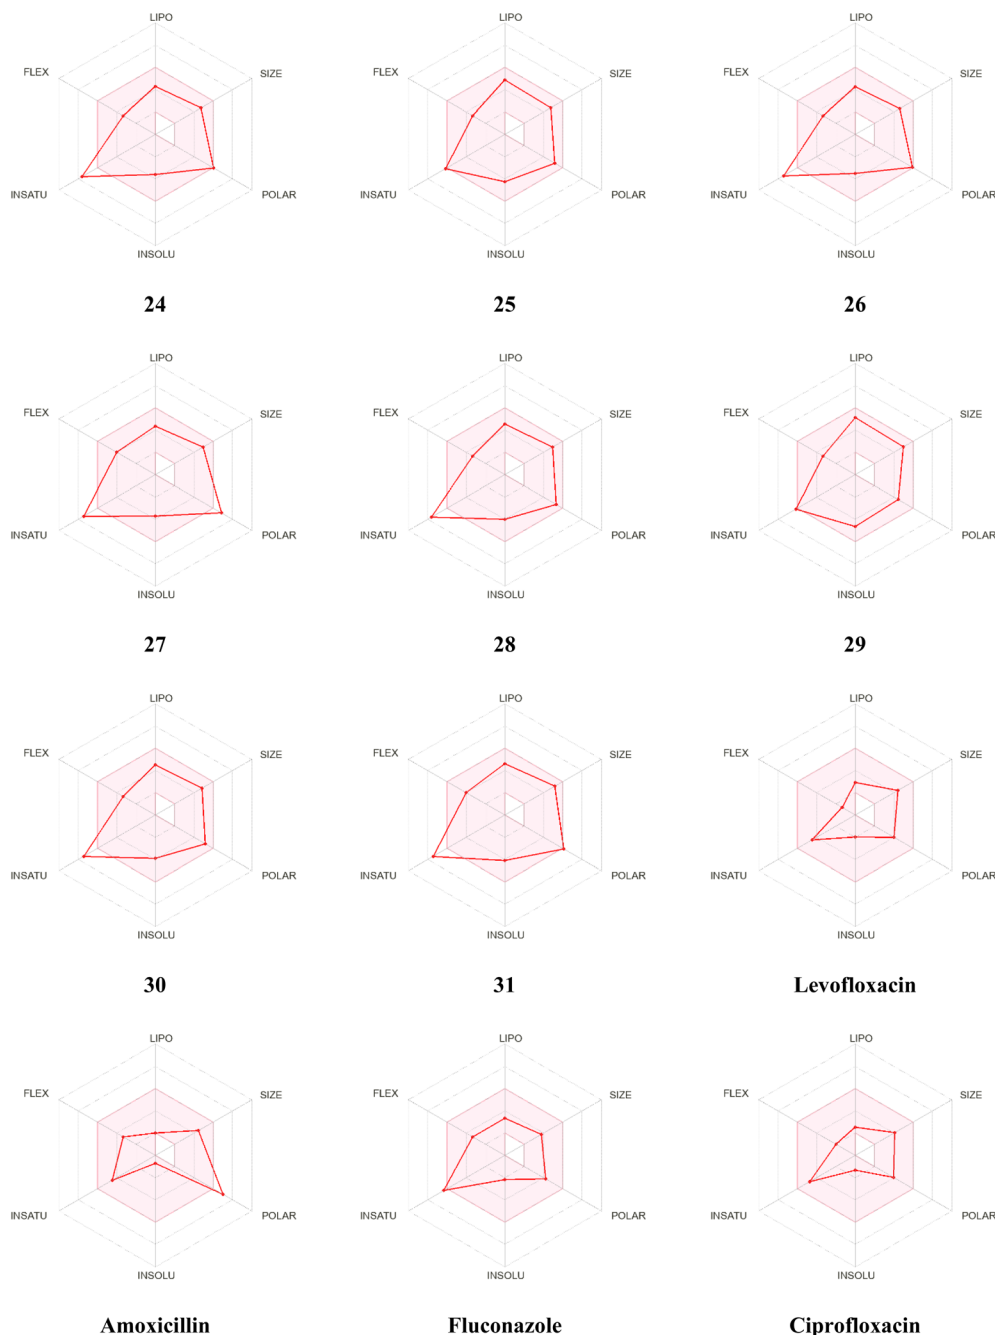 LIPO LIPO LIPO
FLEX SIZE FLEX SIZE FLEX SIZE
INSATU POLAR INSATU POLAR INSATU POLAR
INSOLU INSOLU INSOLU
24 25 26
LIPO LIPO LIPO
FLEX SIZE FLEX SIZE FLEX SIZE
INSATU POLAR INSATU POLAR INSATU POLAR
INSOLU INSOLU INSOLU
27 28 29
LIPO LIPO LIPO
FLEX SIZE FLEX SIZE FLEX SIZE
INSATU POLAR INSATU POLAR INSATU POLAR
INSOLU INSOLU INSOLU
30 31 Levofloxacin
LIPO LIPO LIPO
FLEX SIZE FLEX SIZE FLEX SIZE
INSATU POLAR INSATU POLAR INSATU POLAR
INSOLU INSOLU INSOLU
Amoxicillin Fluconazole Ciprofloxacin